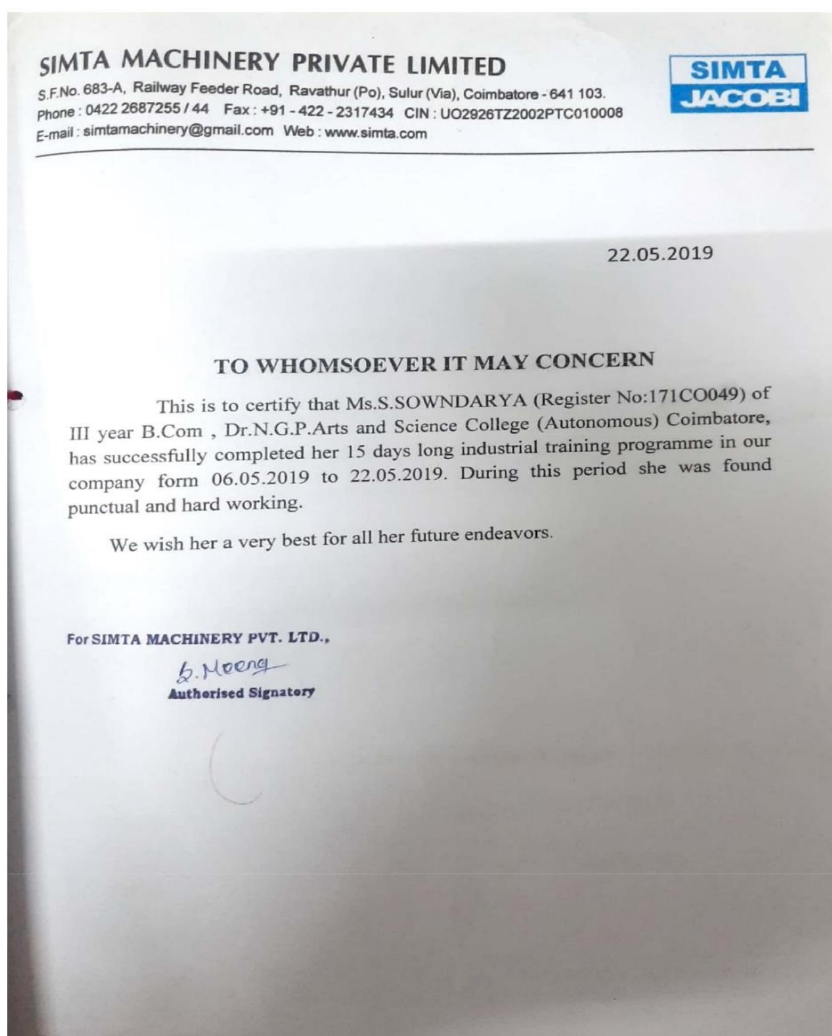 SIMTA MACHINERY PRIVATE LIMITED
S.F.No. 683-A, Railway Feeder Road, Ravathur (Po), Sulur (Via), Coimbatore - 641 103.
Phone : 0422 2687255 / 44 Fax : +91 - 422 - 2317434 CIN : UO2926TZ2002PTC010008
E-mail : simtamachinery@gmail.com Web : www.simta.com
SIMTA
JACOBI
22.05.2019
TO WHOMSOEVER IT MAY CONCERN
This is to certify that Ms.S.SOWNDARYA (Register No:171CO049) of
III year B.Com , Dr.N.G.P.Arts and Science College (Autonomous) Coimbatore,
has successfully completed her 15 days long industrial training programme in our
company form 06.05.2019 to 22.05.2019. During this period she was found
punctual and hard working.
We wish her a very best for all her future endeavors.
For SIMTA MACHINERY PVT. LTD.,
Authorised Signatory